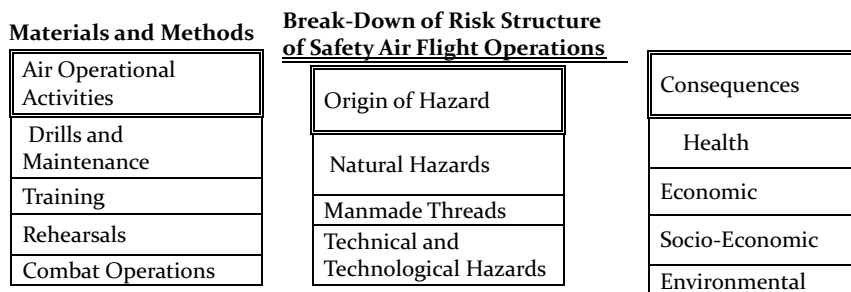 Materials and Methods
Break-Down of Risk Structure
of Safety Air Flight Operations
Air Operational
Activities
Drills and
Maintenance
Training
Rehearsals
Combat Operations
Origin of Hazard
Natural Hazards
Manmade Threads
Technical and
Technological Hazards
Consequences
Health
Economic
Socio-Economic
Environmental